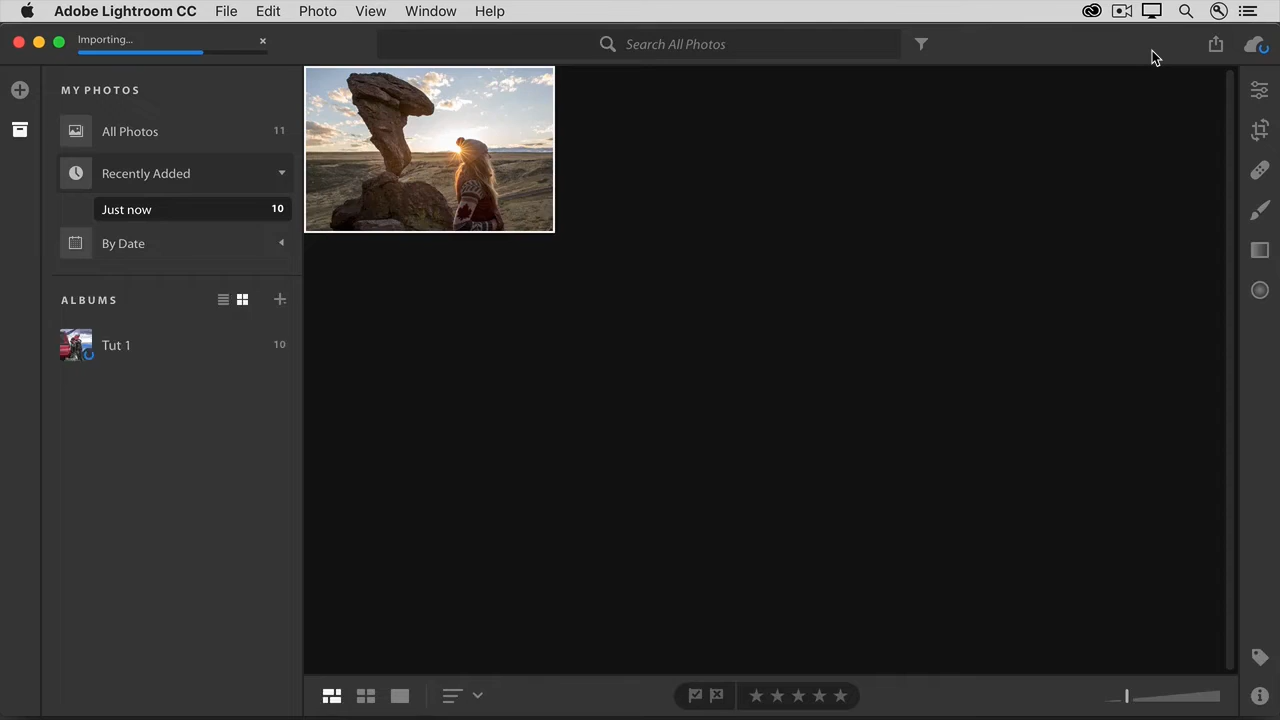 Adobe Lightroom CC File Edit Photo View Window Help
Importing...
Search All Photos
MY PHOTOS
All Photos 11
Recently Added
Just now 10
By Date
ALBUMS
Tut 1 10